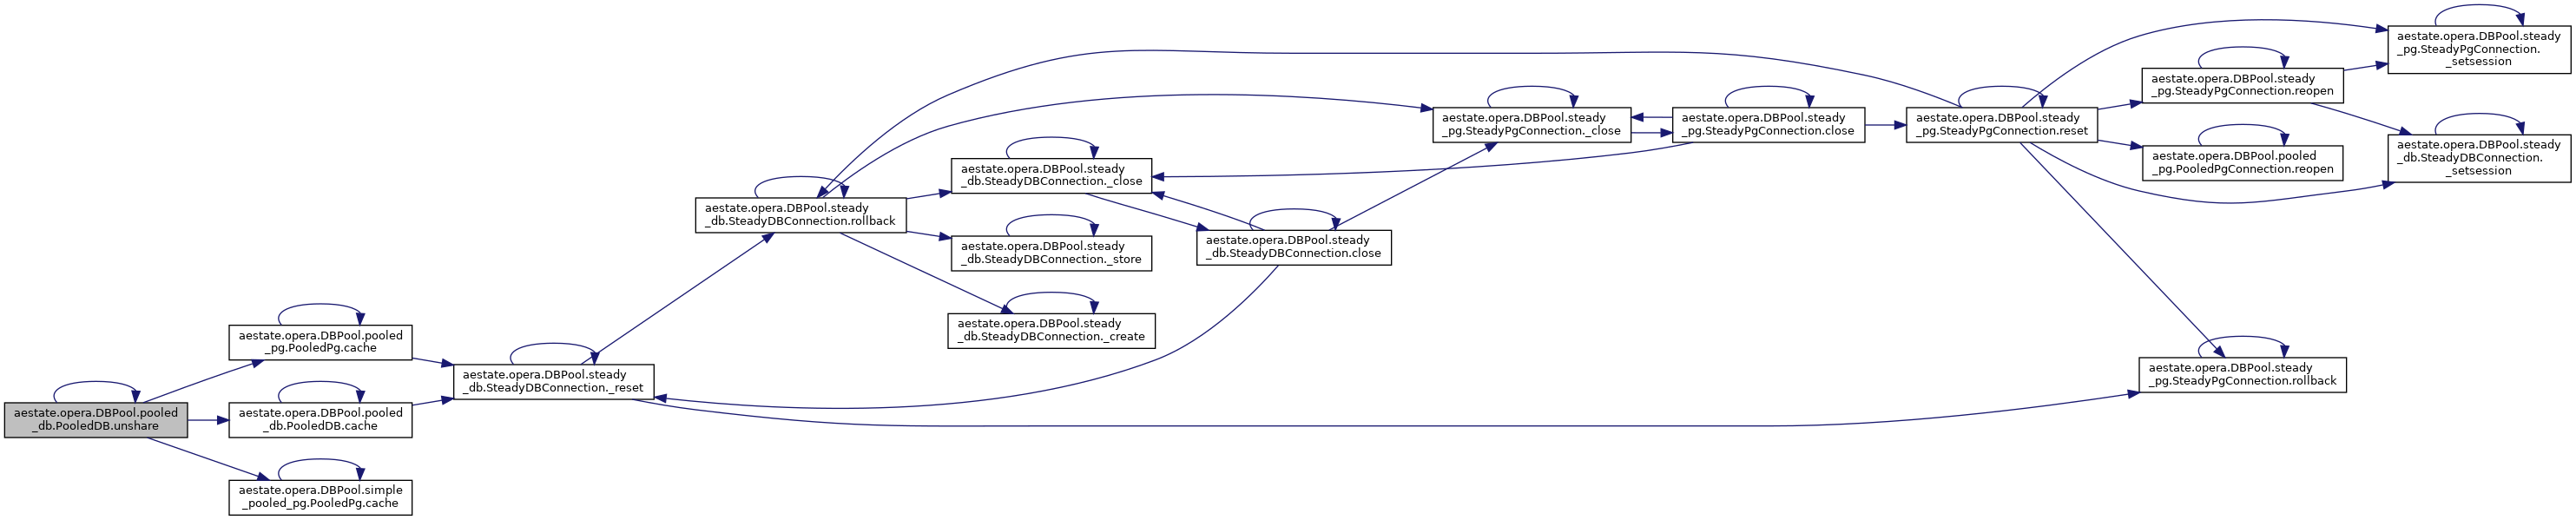 aestate.opera.DBPool.pooled
_db.PooledDB.unshare
aestate.opera.DBPool.pooled
_pg.PooledPg.cache
aestate.opera.DBPool.pooled
_db.PooledDB.cache
aestate.opera.DBPool.simple
_pooled_pg.PooledPg.cache
aestate.opera.DBPool.steady
_db.SteadyDBConnection._reset
aestate.opera.DBPool.steady
_db.SteadyDBConnection.rollback
aestate.opera.DBPool.steady
_db.SteadyDBConnection._close
aestate.opera.DBPool.steady
_db.SteadyDBConnection._store
aestate.opera.DBPool.steady
_db.SteadyDBConnection._create
aestate.opera.DBPool.steady
_db.SteadyDBConnection.close
aestate.opera.DBPool.steady
_pg.SteadyPgConnection._close
aestate.opera.DBPool.steady
_pg.SteadyPgConnection.close
aestate.opera.DBPool.steady
_pg.SteadyPgConnection.reset
aestate.opera.DBPool.steady
_pg.SteadyPgConnection.reopen
aestate.opera.DBPool.pooled
_pg.PooledPgConnection.reopen
aestate.opera.DBPool.steady
_pg.SteadyPgConnection.rollback
aestate.opera.DBPool.steady
_pg.SteadyPgConnection.
_setsession
aestate.opera.DBPool.steady
_db.SteadyDBConnection.
_setsession